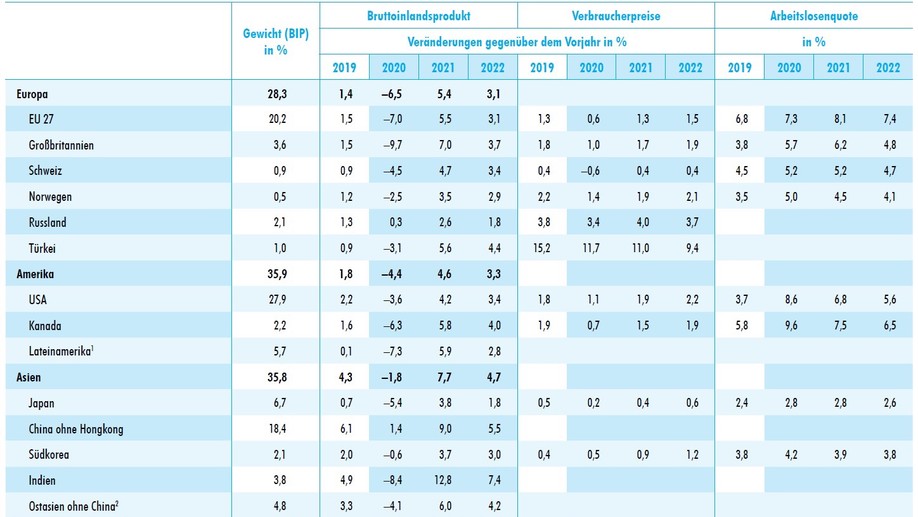 Gewicht (BIP) in % Bruttoinlandsprodukt Verbraucherpreise Arbeitslosenquote
Veränderungen gegenüber dem Vorjahr in % in %
2019 2020 2021 2022 2019 2020 2021 2022 2019 2020 2021 2022
Europa 28,3 1,4 –6,5 5,4 3,1
EU 27 20,2 1,5 –7,0 5,5 3,1 1,3 0,6 1,3 1,5 6,8 7,3 8,1 7,4
Großbritannien 3,6 1,5 –9,7 7,0 3,7 1,8 1,0 1,7 1,9 3,8 5,7 6,2 4,8
Schweiz 0,9 0,9 –4,5 4,7 3,4 0,4 –0,6 0,4 0,4 4,5 5,2 5,2 4,7
Norwegen 0,5 1,2 –2,5 3,5 2,9 2,2 1,4 1,9 2,1 3,5 5,0 4,5 4,1
Russland 2,1 1,3 0,3 2,6 1,8 3,8 3,4 4,0 3,7
Türkei 1,0 0,9 –3,1 5,6 4,4 15,2 11,7 11,0 9,4
Amerika 35,9 1,8 –4,4 4,6 3,3
USA 27,9 2,2 –3,6 4,2 3,4 1,8 1,1 1,9 2,2 3,7 8,6 6,8 5,6
Kanada 2,2 1,6 –6,3 5,8 4,0 1,9 0,7 1,5 1,9 5,8 9,6 7,5 6,5
Lateinamerika¹ 5,7 0,1 –7,3 5,9 2,8
Asien 35,8 4,3 –1,8 7,7 4,7
Japan 6,7 0,7 –5,4 3,8 1,8 0,5 0,2 0,4 0,6 2,4 2,8 2,8 2,6
China ohne Hongkong 18,4 6,1 1,4 9,0 5,5
Südkorea 2,1 2,0 –0,6 3,7 3,0 0,4 0,5 0,9 1,2 3,8 4,2 3,9 3,8
Indien 3,8 4,9 –8,4 12,8 7,4
Ostasien ohne China² 4,8 3,3 –4,1 6,0 4,2